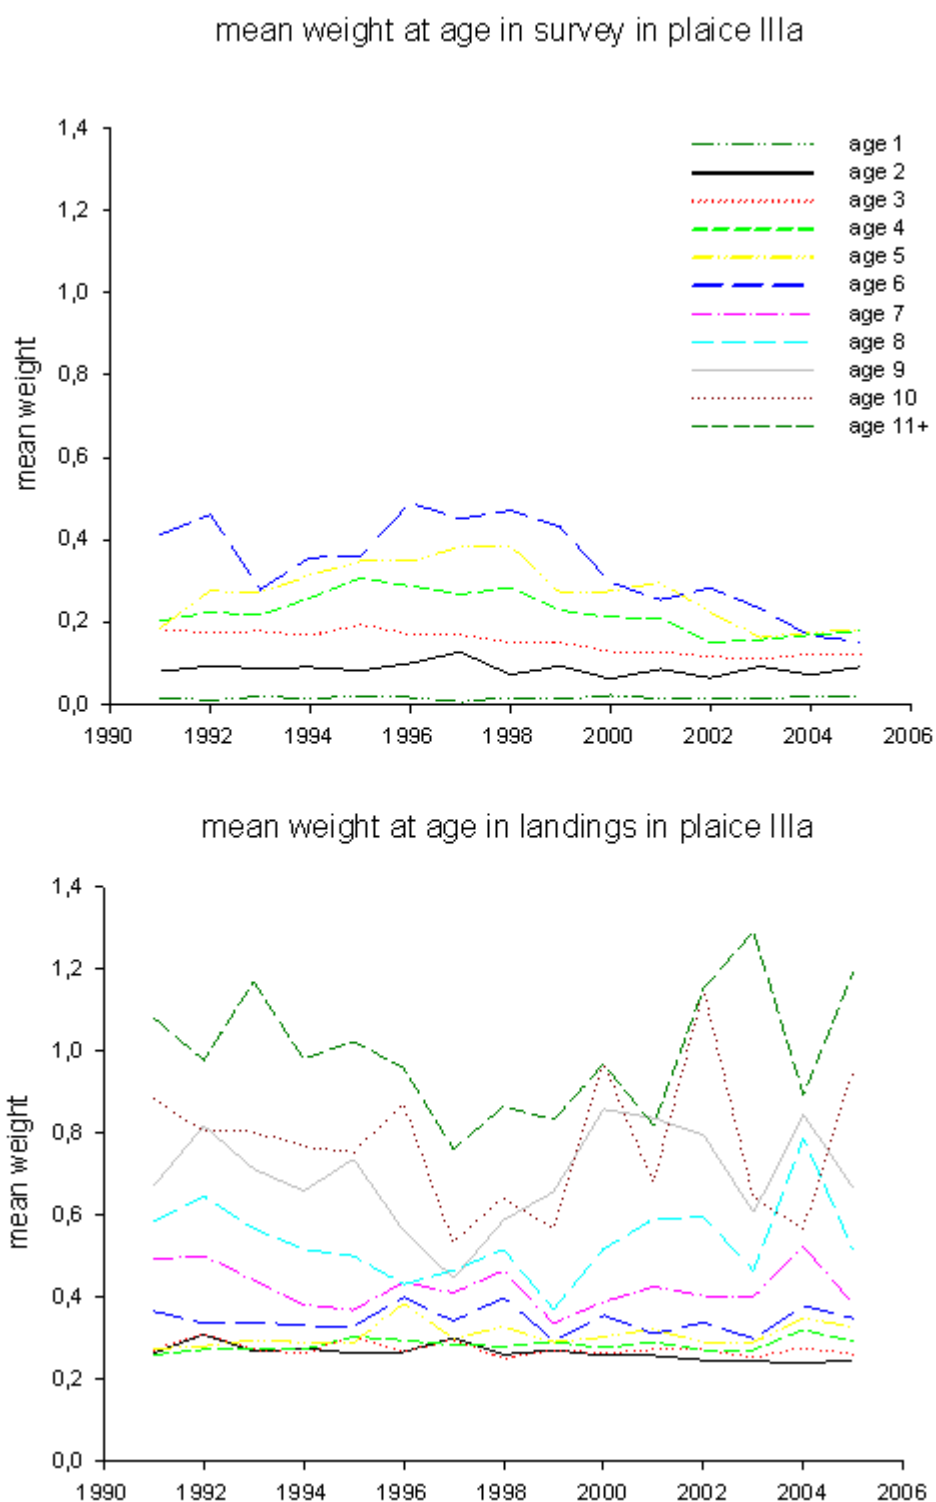 mean weight at age in survey in plaice IIIa
1,4
1,2
1,0
0,8
0,6
0,4
0,2
0,0
mean weight
age 1
age 2
age 3
age 4
age 5
age 6
age 7
age 8
age 9
age 10
age 11+
1990 1992 1994 1996 1998 2000 2002 2004 2006
mean weight at age in landings in plaice IIIa
1,4
1,2
1,0
0,8
0,6
0,4
0,2
0,0
mean weight
1990 1992 1994 1996 1998 2000 2002 2004 2006